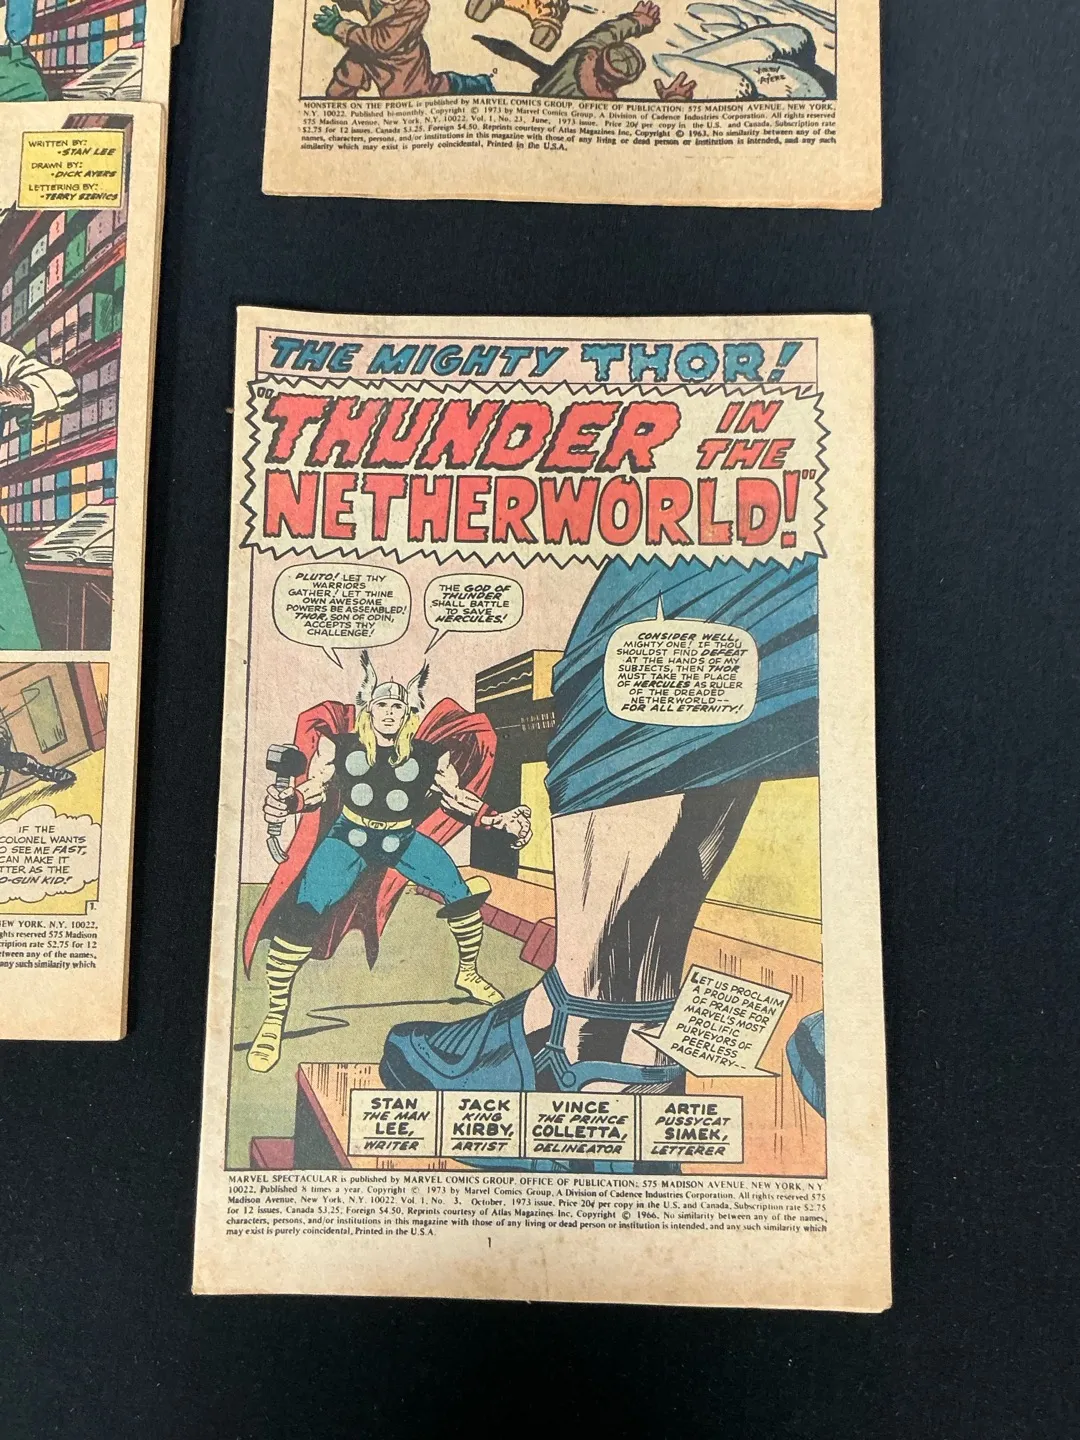 MONSTERS ON THE PROWL is published by MARVEL COMICS GROUP. OFFICE OF PUBLICATION: 575 MADISON AVENUE, NEW YORK,
N.Y. 10022. Published bi-monthly. Copyright © 1973 by Marvel Comics Group, A Division of Cadence Industries Corporation. All rights reserved
575 Madison Avenue, New York, N.Y. 10022. Vol. 1, No. 23, June, 1973 issue. Price 20¢ per copy in the U.S. and Canada. Subscription rate
$2.75 for 12 issues. Canada $3.25. Foreign $4.50. Reprints courtesy of Atlas Magazines Inc, Copyright © 1963. No similarity between any of the
names, characters, persons, and/or institutions in this magazine with those of any living or dead person or institution is intended, and any such
similarity which may exist is purely coincidental. Printed in the U.S.A.
WRITTEN BY:
•STAN LEE
DRAWN BY:
•DICK AYERS
LETTERING BY:
•TERRY SZENICS
IF THE
COLONEL WANTS
SEE ME FAST,
CAN MAKE IT
AS THE
-GUN KID!
1.
NEW YORK, N.Y. 10022,
reserved 575 Madison
rate $2.75 for 12
of the names,
any such similarity which
THE MIGHTY THOR!
"THUNDER IN
THE
NETHERWORLD!"
PLUTO! LET THY
WARRIORS
GATHER! LET THINE
OWN AWESOME
POWERS BE ASSEMBLED!
THOR, SON OF ODIN,
ACCEPTS THY
CHALLENGE!
THE GOD OF
THUNDER
SHALL BATTLE
TO SAVE
HERCULES!
CONSIDER WELL,
MIGHTY ONE! IF THOU
SHOULDST FIND DEFEAT
AT THE HANDS OF MY
SUBJECTS, THEN THOR
MUST TAKE THE PLACE
OF HERCULES AS RULER
OF THE DREADED
NETHERWORLD--
FOR ALL ETERNITY!
LET US PROCLAIM
A PROUD PAEAN
OF PRAISE FOR
MARVEL'S MOST
PROLIFIC
PURVEYORS OF
PEERLESS
PAGEANTRY--
STAN
THE MAN
LEE,
WRITER
JACK
KING
KIRBY,
ARTIST
VINCE
THE PRINCE
COLLETTA,
DELINEATOR
ARTIE
PUSSYCAT
SIMEK,
LETTERER
MARVEL SPECTACULAR is published by MARVEL COMICS GROUP. OFFICE OF PUBLICATION: 575 MADISON AVENUE, NEW YORK, N.Y.
10022. Published 8 times a year. Copyright © 1973 by Marvel Comics Group, A Division of Cadence Industries Corporation. All rights reserved 575
Madison Avenue, New York, N.Y. 10022. Vol. 1, No. 3, October, 1973 issue. Price 20¢ per copy in the U.S. and Canada. Subscription rate $2.75
for 12 issues, Canada $3.25. Foreign $4.50. Reprints courtesy of Atlas Magazines Inc, Copyright © 1966. No similarity between any of the names,
characters, persons, and/or institutions in this magazine with those of any living or dead person or institution is intended, and any such similarity which
may exist is purely coincidental. Printed in the U.S.A.
1